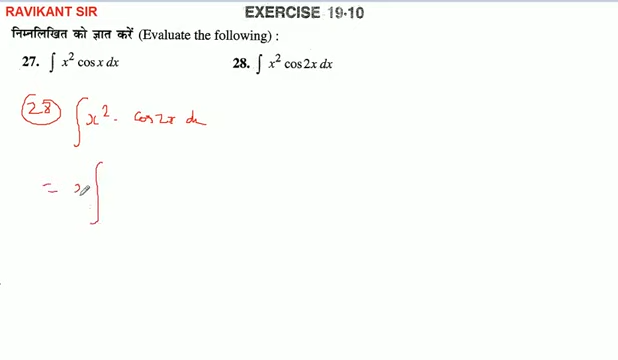 RAVIKANT SIR
EXERCISE 19·10
निम्नलिखित को ज्ञात करें (Evaluate the following) :
27. ∫ x² cos x dx 28. ∫ x² cos 2x dx
28 ∫ x² · cos2x dx
= x ∫